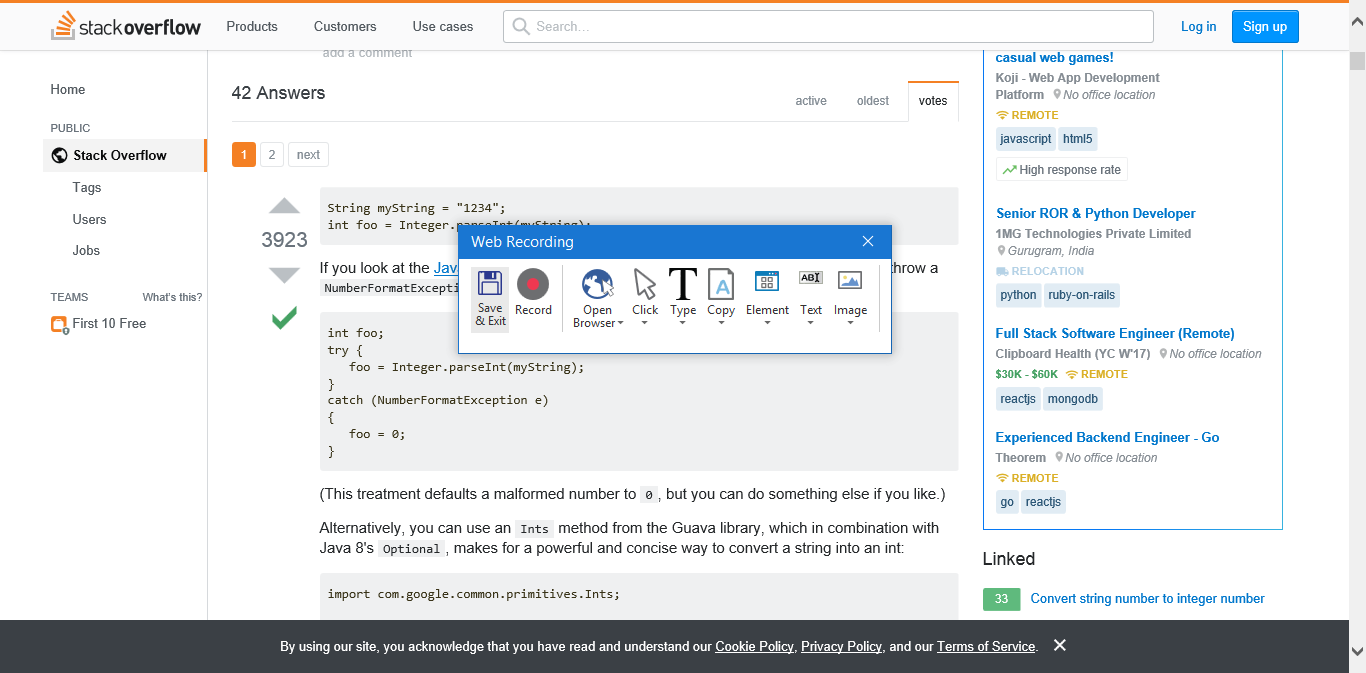 stackoverflow Products Customers Use cases Search... Log in Sign up
Home
PUBLIC
Stack Overflow
Tags
Users
Jobs
TEAMS What's this?
First 10 Free
add a comment
42 Answers
active oldest votes
1 2 next
3923
String myString = "1234";
int foo = Integer.parseInt(myString);
If you look at the Jav
hrow a
NumberFormatExcepti
Web Recording
Save & Exit
Record
Open Browser
Click
Type
Copy
Element
Text
Image
ABI
A
int foo;
try {
foo = Integer.parseInt(myString);
}
catch (NumberFormatException e)
{
foo = 0;
}
(This treatment defaults a malformed number to 0, but you can do something else if you like.)
Alternatively, you can use an Ints method from the Guava library, which in combination with
Java 8's Optional, makes for a powerful and concise way to convert a string into an int:
import com.google.common.primitives.Ints;
casual web games!
Koji - Web App Development
Platform No office location
REMOTE
javascript html5
High response rate
Senior ROR & Python Developer
1MG Technologies Private Limited
Gurugram, India
RELOCATION
python ruby-on-rails
Full Stack Software Engineer (Remote)
Clipboard Health (YC W'17) No office location
$30K - $60K REMOTE
reactjs mongodb
Experienced Backend Engineer - Go
Theorem No office location
REMOTE
go reactjs
Linked
33 Convert string number to integer number
By using our site, you acknowledge that you have read and understand our Cookie Policy, Privacy Policy, and our Terms of Service.